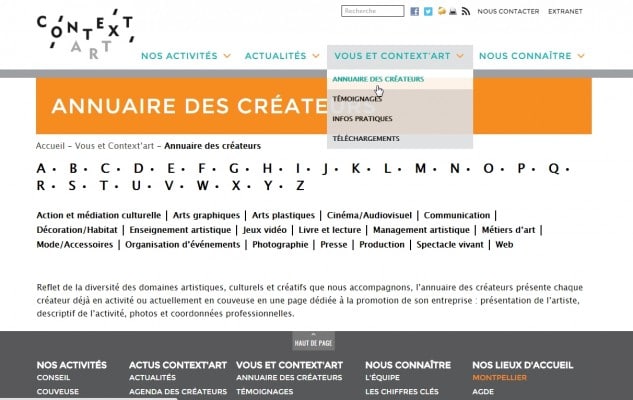 CONTEXT
ART
Recherche
NOUS CONTACTER EXTRANET
NOS ACTIVITÉS ACTUALITÉS VOUS ET CONTEXT'ART NOUS CONNAÎTRE
ANNUAIRE DES CRÉATEURS
TÉMOIGNAGES
INFOS PRATIQUES
TÉLÉCHARGEMENTS
ANNUAIRE DES CRÉATEURS
Accueil – Vous et Context'art – Annuaire des créateurs
A • B • C • D • E • F • G • H • I • J • K • L • M • N • O • P • Q •
R • S • T • U • V • W • X • Y • Z
Action et médiation culturelle | Arts graphiques | Arts plastiques | Cinéma/Audiovisuel | Communication |
Décoration/Habitat | Enseignement artistique | Jeux vidéo | Livre et lecture | Management artistique | Métiers d'art |
Mode/Accessoires | Organisation d'événements | Photographie | Presse | Production | Spectacle vivant | Web
Reflet de la diversité des domaines artistiques, culturels et créatifs que nous accompagnons, l'annuaire des créateurs présente chaque
créateur déjà en activité ou actuellement en couveuse en une page dédiée à la promotion de son entreprise : présentation de l'artiste,
descriptif de l'activité, photos et coordonnées professionnelles.
HAUT DE PAGE
NOS ACTIVITÉS ACTUS CONTEXT'ART VOUS ET CONTEXT'ART NOUS CONNAÎTRE NOS LIEUX D'ACCUEIL
CONSEIL ACTUALITÉS ANNUAIRE DES CRÉATEURS L'ÉQUIPE MONTPELLIER
COUVEUSE AGENDA DES CRÉATEURS TÉMOIGNAGES LES CHIFFRES CLÉS AGDE